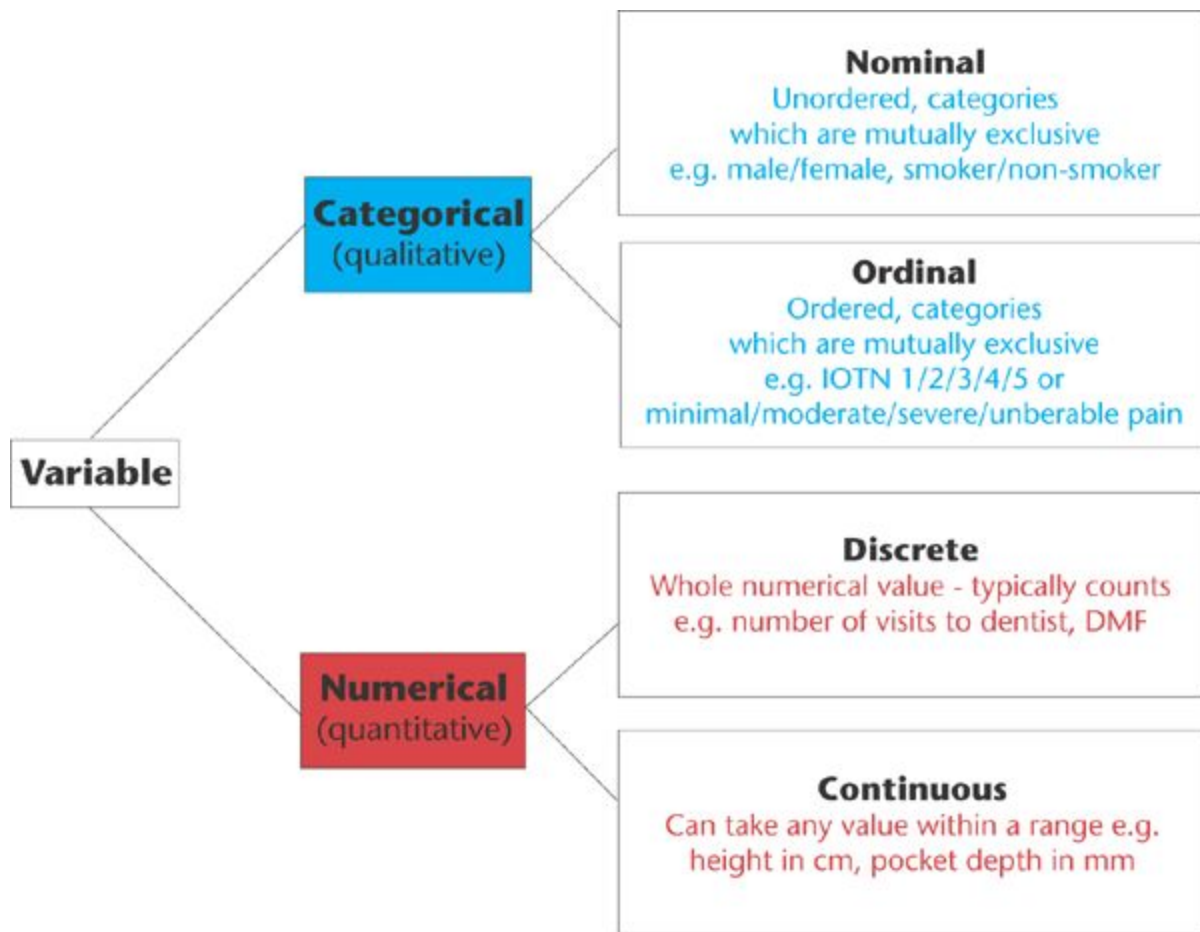 Variable
Categorical
(qualitative)
Nominal
Unordered, categories
which are mutually exclusive
e.g. male/female, smoker/non-smoker
Ordinal
Ordered, categories
which are mutually exclusive
e.g. IOTN 1/2/3/4/5 or
minimal/moderate/severe/unberable pain
Numerical
(quantitative)
Discrete
Whole numerical value - typically counts
e.g. number of visits to dentist, DMF
Continuous
Can take any value within a range e.g.
height in cm, pocket depth in mm